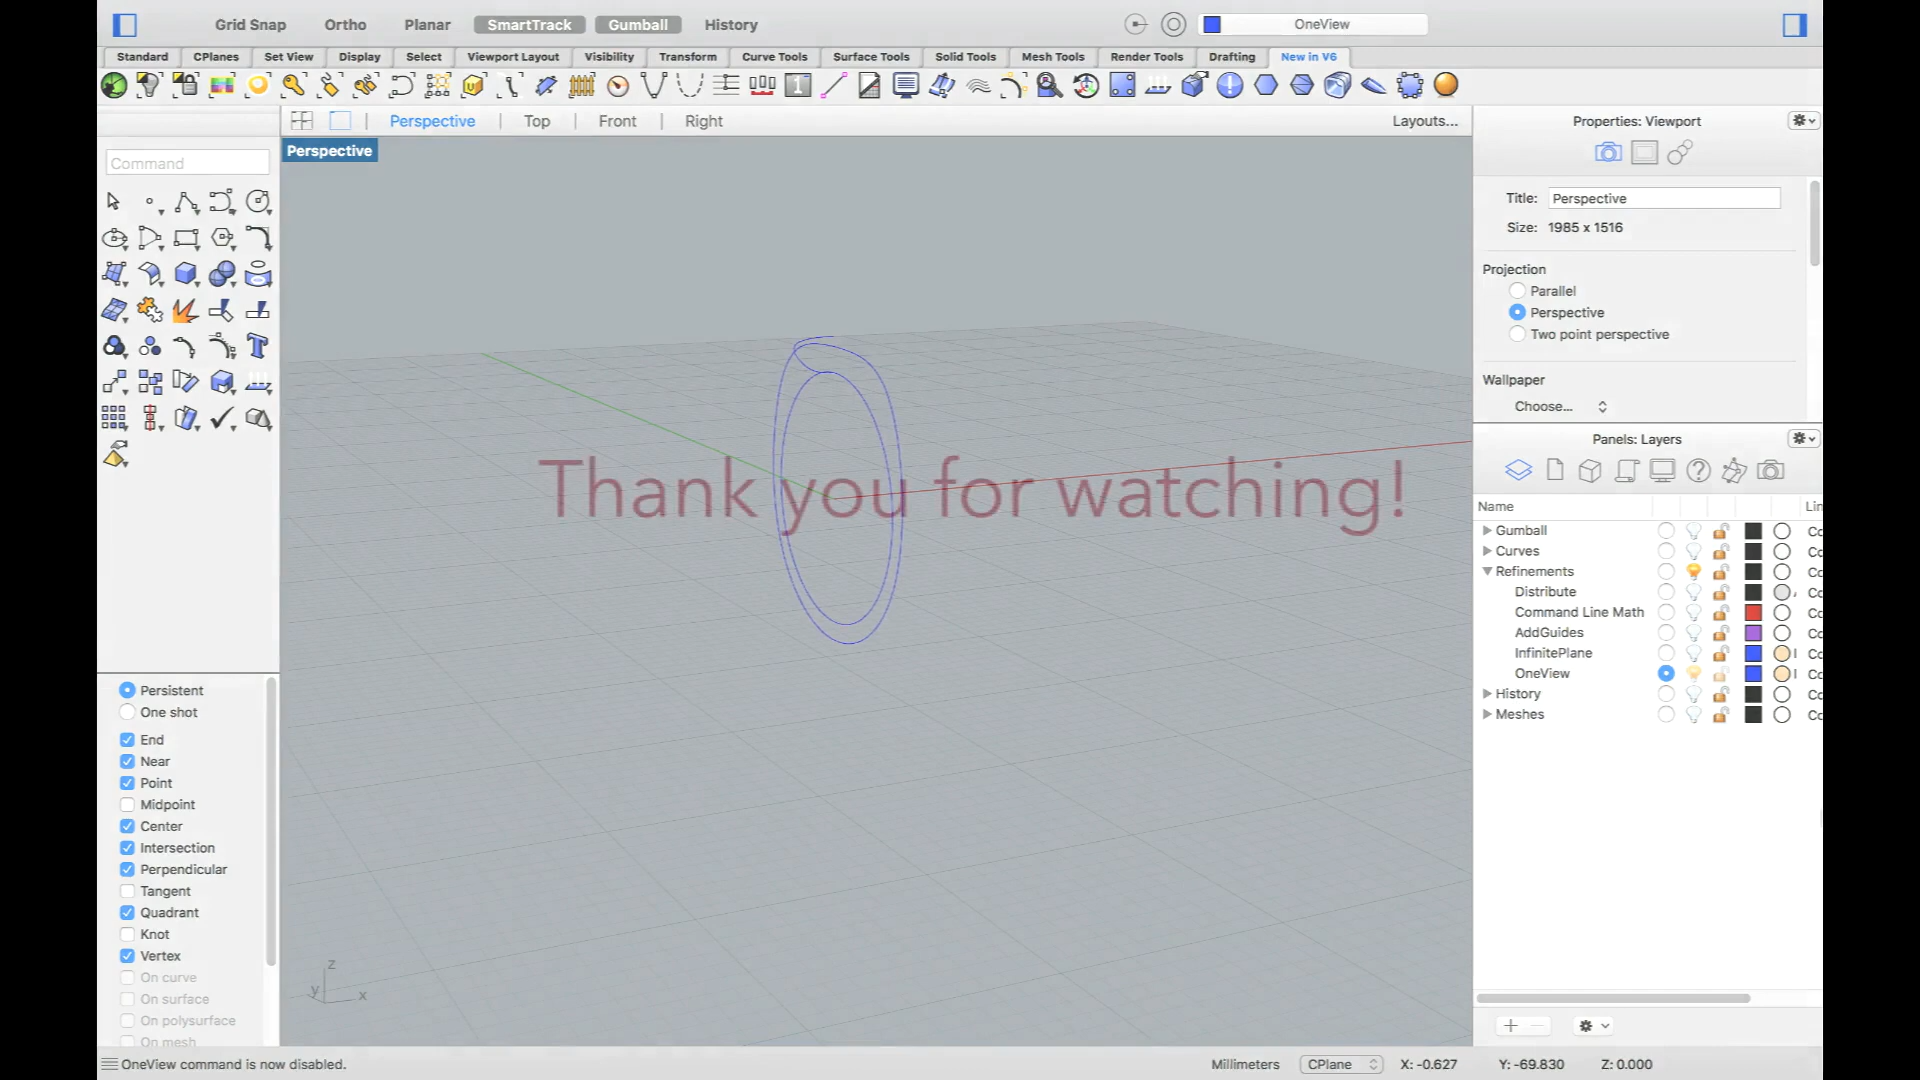 Grid Snap Ortho Planar SmartTrack Gumball History OneView
Standard CPlanes Set View Display Select Viewport Layout Visibility Transform Curve Tools Surface Tools Solid Tools Mesh Tools Render Tools Drafting New in V6
Perspective Top Front Right Layouts...
Perspective
Command
Properties: Viewport
Title: Perspective
Size: 1985 x 1516
Projection
Parallel
Perspective
Two point perspective
Wallpaper
Choose...
Thank you for watching!
Panels: Layers
Name
Gumball
Curves
Refinements
Distribute
Command Line Math
AddGuides
InfinitePlane
OneView
History
Meshes
Persistent
One shot
End
Near
Point
Midpoint
Center
Intersection
Perpendicular
Tangent
Quadrant
Knot
Vertex
On curve
On surface
On polysurface
On mesh
z
y x
OneView command is now disabled. Millimeters CPlane X: -0.627 Y: -69.830 Z: 0.000